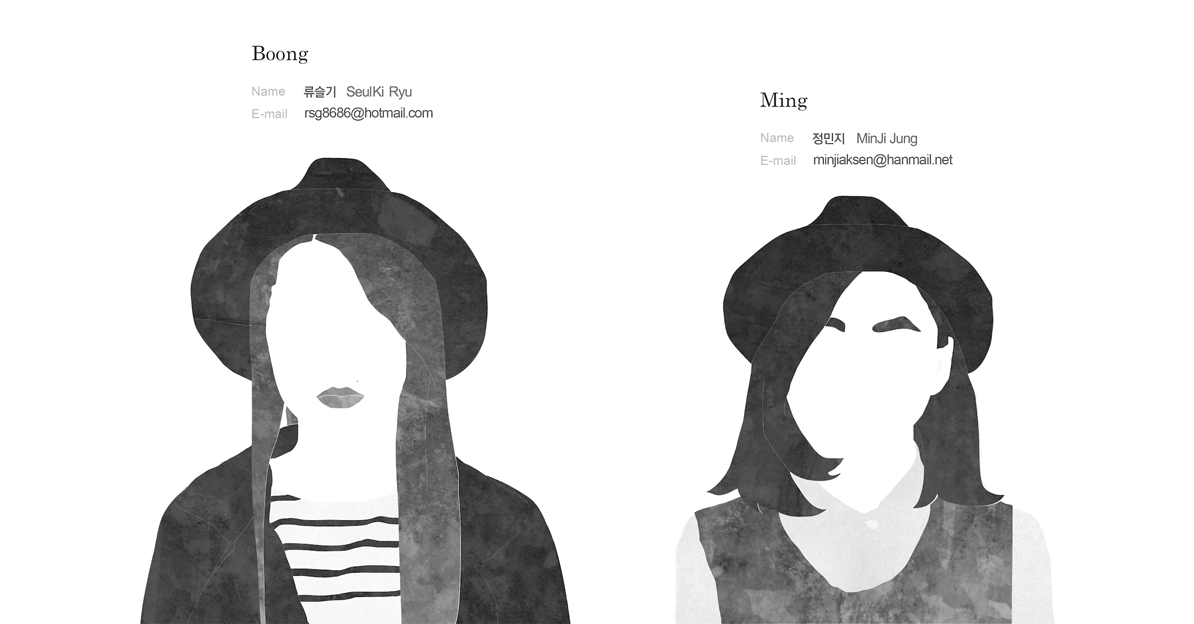 Boong
Name 류슬기 SeulKi Ryu
E-mail rsg8686@hotmail.com
Ming
Name 정민지 MinJi Jung
E-mail minjiaksen@hanmail.net